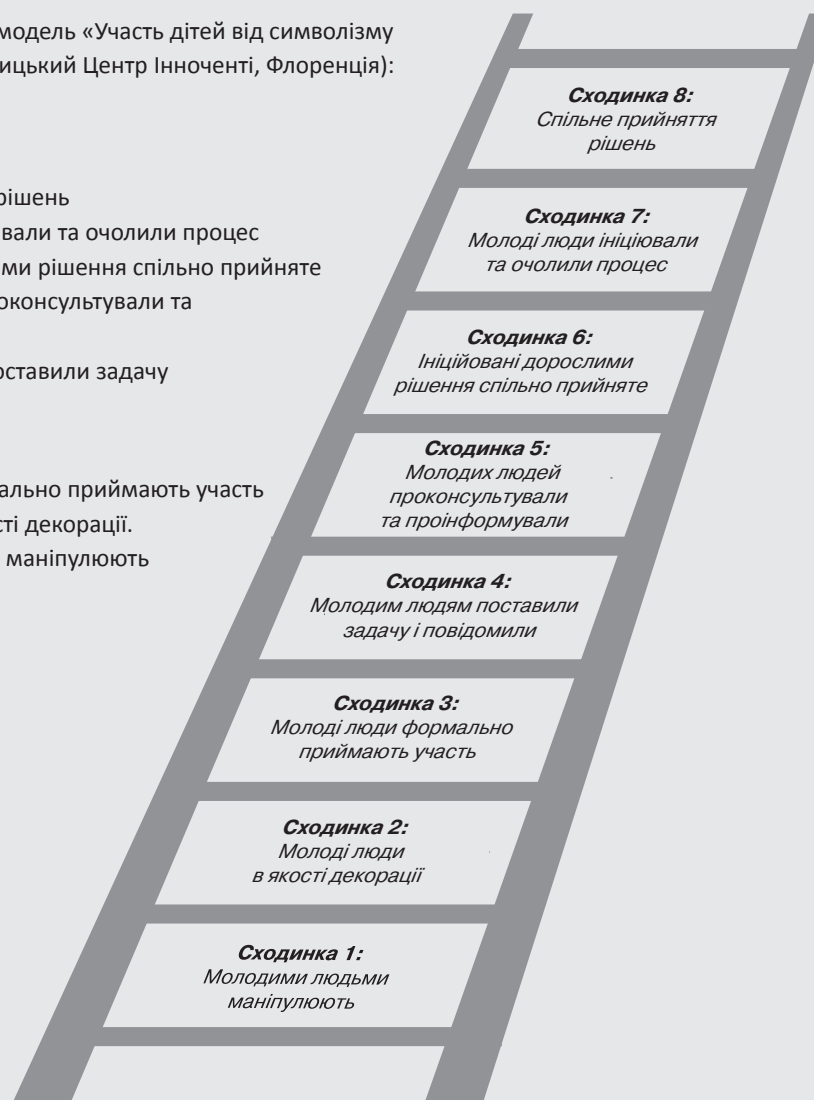 модель «Участь дітей від символізму
ицький Центр Інноченті, Флоренція):
рішень
вали та очолили процес
ми рішення спільно прийняте
оконсультували та
оставили задачу
ально приймають участь
сті декорації.
маніпулюють
Сходинка 8:
Спільне прийняття
рішень
Сходинка 7:
Молоді люди ініціювали
та очолили процес
Сходинка 6:
Ініційовані дорослими
рішення спільно прийняте
Сходинка 5:
Молодих людей
проконсультували
та проінформували
Сходинка 4:
Молодим людям поставили
задачу і повідомили
Сходинка 3:
Молоді люди формально
приймають участь
Сходинка 2:
Молоді люди
в якості декорації
Сходинка 1:
Молодими людьми
маніпулюють